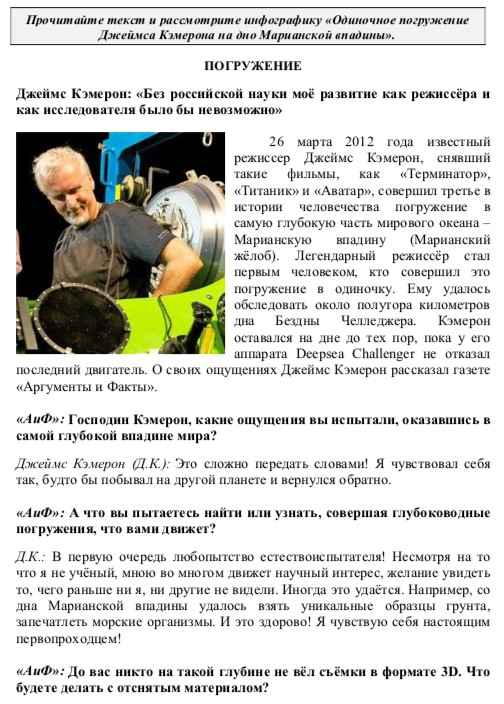 Прочитайте текст и рассмотрите инфографику «Одиночное погружение
Джеймса Кэмерона на дно Марианской впадины».
ПОГРУЖЕНИЕ
Джеймс Кэмерон: «Без российской науки моё развитие как режиссёра и
как исследователя было бы невозможно»
26 марта 2012 года известный
режиссер Джеймс Кэмерон, снявший
такие фильмы, как «Терминатор»,
«Титаник» и «Аватар», совершил третье в
истории человечества погружение в
самую глубокую часть мирового океана –
Марианскую впадину (Марианский
жёлоб). Легендарный режиссёр стал
первым человеком, кто совершил это
погружение в одиночку. Ему удалось
обследовать около полутора километров
дна Бездны Челледжера. Кэмерон
оставался на дне до тех пор, пока у его
аппарата Deepsea Challenger не отказал
последний двигатель. О своих ощущениях Джеймс Кэмерон рассказал газете
«Аргументы и Факты».
«АиФ»: Господин Кэмерон, какие ощущения вы испытали, оказавшись в
самой глубокой впадине мира?
Джеймс Кэмерон (Д.К.): Это сложно передать словами! Я чувствовал себя
так, будто бы побывал на другой планете и вернулся обратно.
«АиФ»: А что вы пытаетесь найти или узнать, совершая глубоководные
погружения, что вами движет?
Д.К.: В первую очередь любопытство естествоиспытателя! Несмотря на то
что я не учёный, мною во многом движет научный интерес, желание увидеть
то, чего раньше ни я, ни другие не видели. Иногда это удаётся. Например, со
дна Марианской впадины удалось взять уникальные образцы грунта,
запечатлеть морские организмы. И это здорово! Я чувствую себя настоящим
первопроходцем!
«АиФ»: До вас никто на такой глубине не вёл съёмки в формате 3D. Что
будете делать с отснятым материалом?